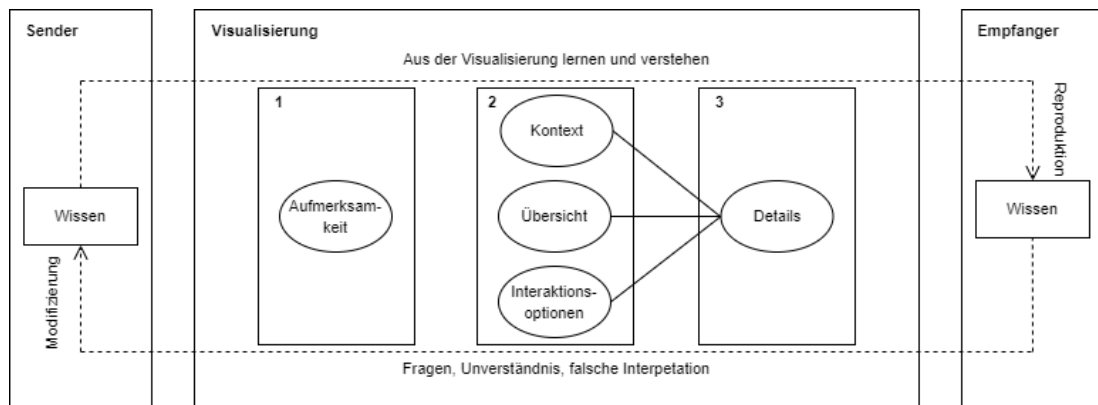 Sender
Visualisierung
Empfanger
Aus der Visualisierung lernen und verstehen
1
2
3
Kontext
Reproduktion
Wissen
Aufmerksam-
keit
Übersicht
Details
Wissen
Interaktions-
optionen
Modifizierung
Fragen, Unverständnis, falsche Interpetation